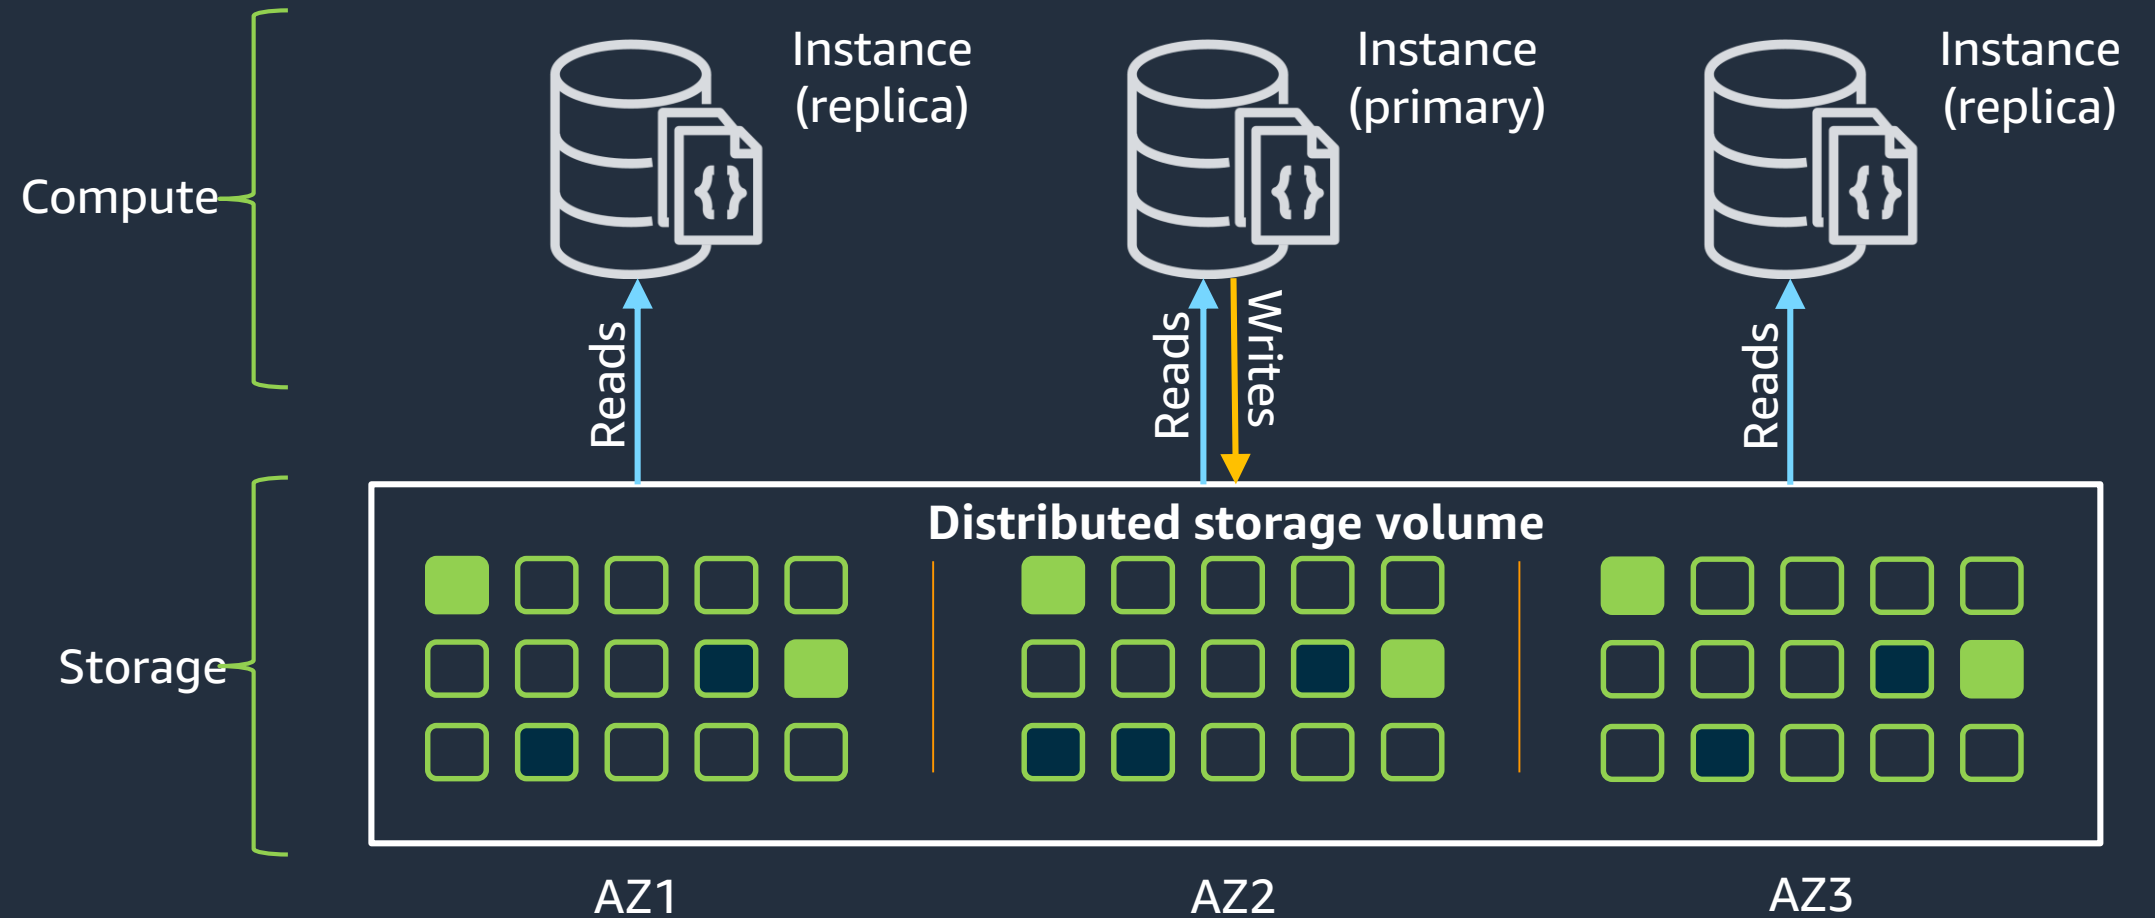 Instance
(replica)
Instance
(primary)
Instance
(replica)
{}
{}
{}
Compute
Reads
Reads
Writes
Reads
Distributed storage volume
Storage
AZ1
AZ2
AZ3